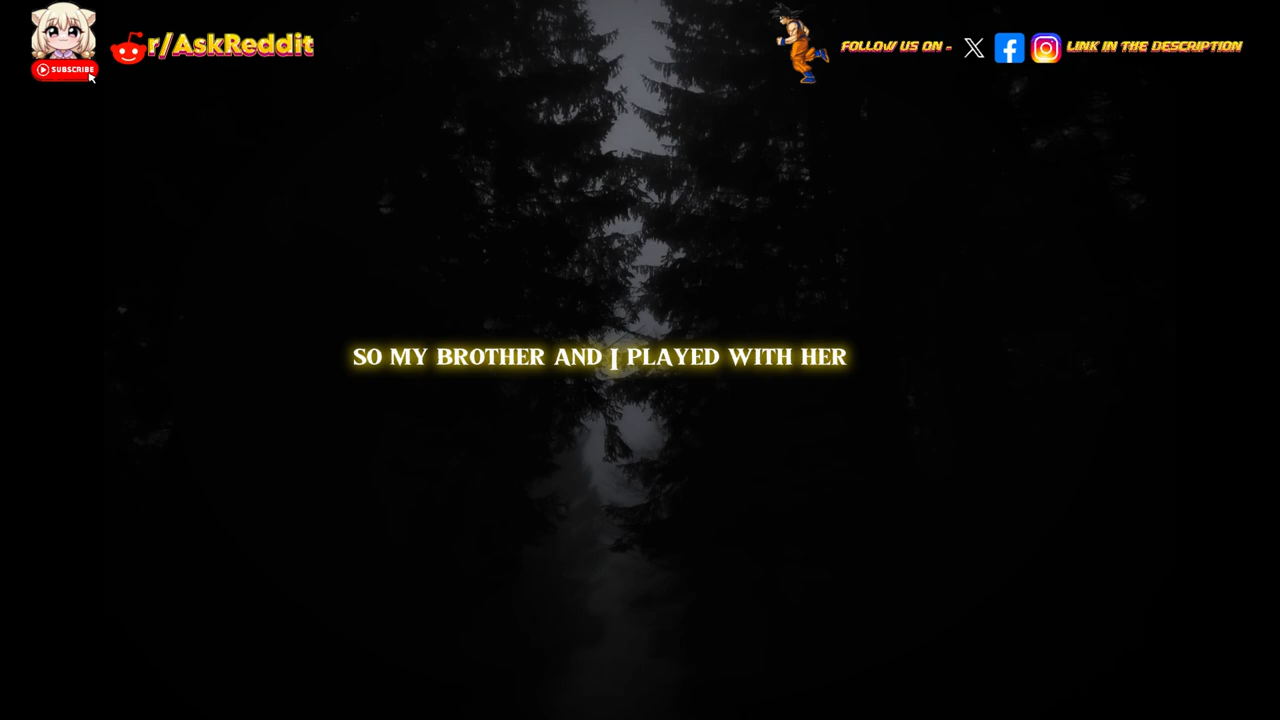 SUBSCRIBE
r/AskReddit
FOLLOW US ON -
LINK IN THE DESCRIPTION
SO MY BROTHER AND I PLAYED WITH HER